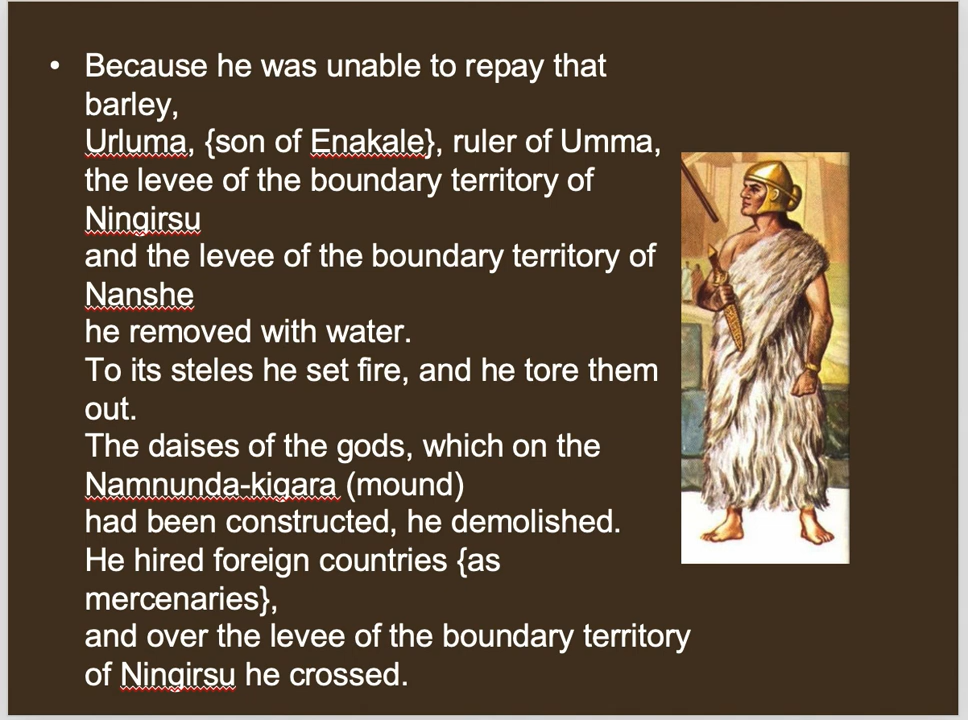 • Because he was unable to repay that
barley,
Urluma, {son of Enakale}, ruler of Umma,
the levee of the boundary territory of
Ningirsu
and the levee of the boundary territory of
Nanshe
he removed with water.
To its steles he set fire, and he tore them
out.
The daises of the gods, which on the
Namnunda-kigara (mound)
had been constructed, he demolished.
He hired foreign countries {as
mercenaries},
and over the levee of the boundary territory
of Ningirsu he crossed.